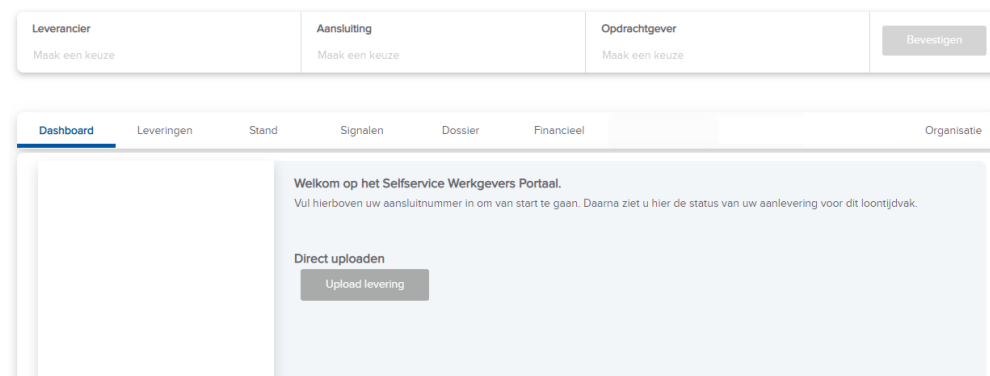 Leverancier
Aansluiting
Opdrachtgever
Maak een keuze
Maak een keuze
Maak een keuze
Bevestigen
Dashboard
Leveringen
Stand
Signalen
Dossier
Financieel
Organisatie
Welkom op het Selfservice Werkgevers Portaal.
Vul hierboven uw aansluitnummer in om van start te gaan. Daarna ziet u hier de status van uw aanlevering voor dit loontijdvak.
Direct uploaden
Upload levering